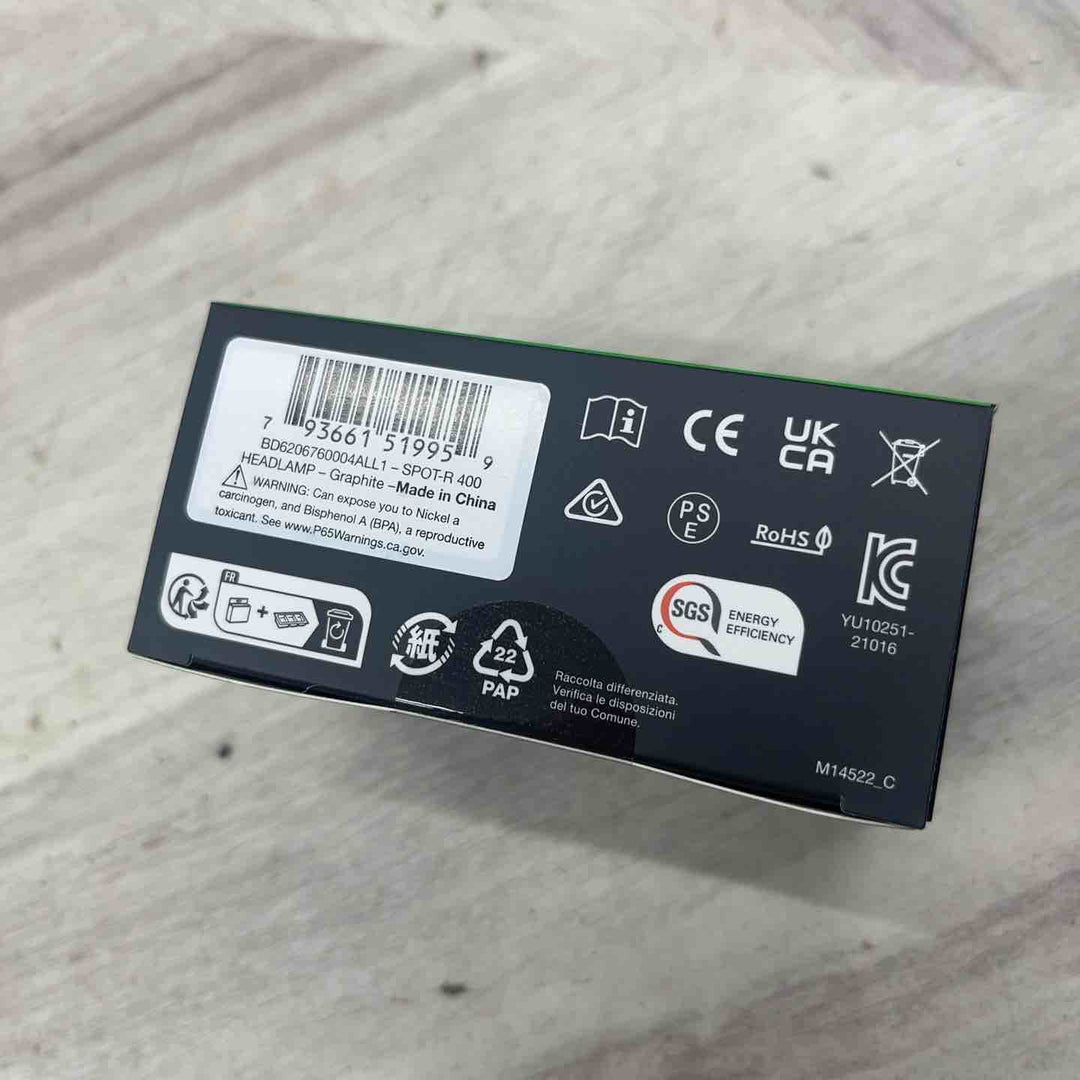 7 93661 51995 9
BD6206760004ALL1 – SPOT-R 400
HEADLAMP – Graphite –Made in China
WARNING: Can expose you to Nickel a
carcinogen, and Bisphenol A (BPA), a reproductive
toxicant. See www.P65Warnings.ca.gov.
i
CE
UK
CA
PS
E
RoHS
KC
YU10251-
21016
SGS
C
ENERGY
EFFICIENCY
FR
紙
22
PAP
Raccolta differenziata.
Verifica le disposizioni
del tuo Comune.
M14522_C